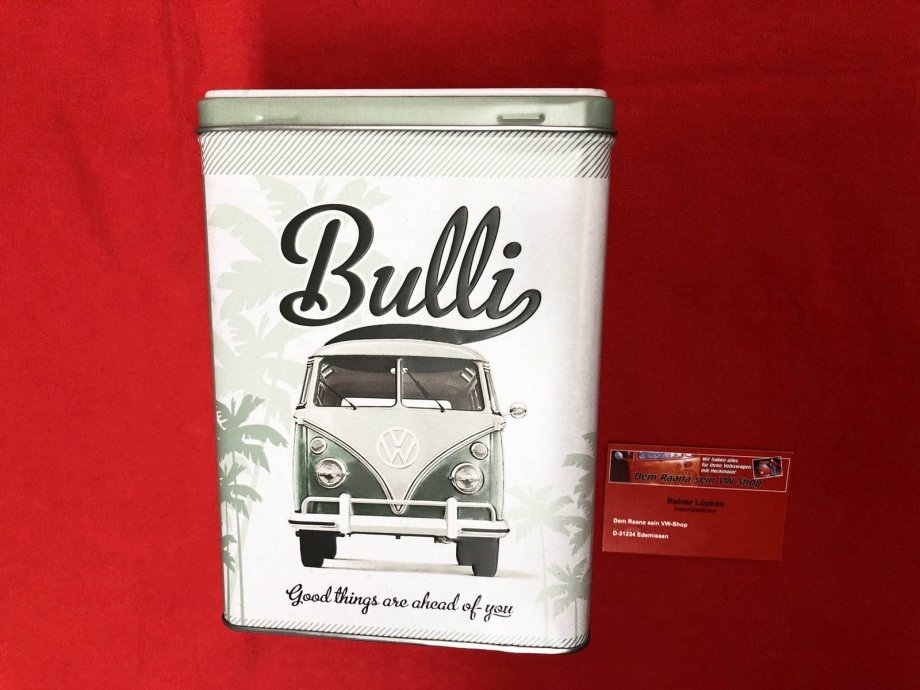 Bulli
VW
Good things are ahead of you
Wir haben alles
für Ihren Volkswagen
mit Heckmotor
Dem Raana sein VW Shop
Rainer Lüpkes
Geschäftsführer
Dem Raana sein VW-Shop
D-31234 Edemissen